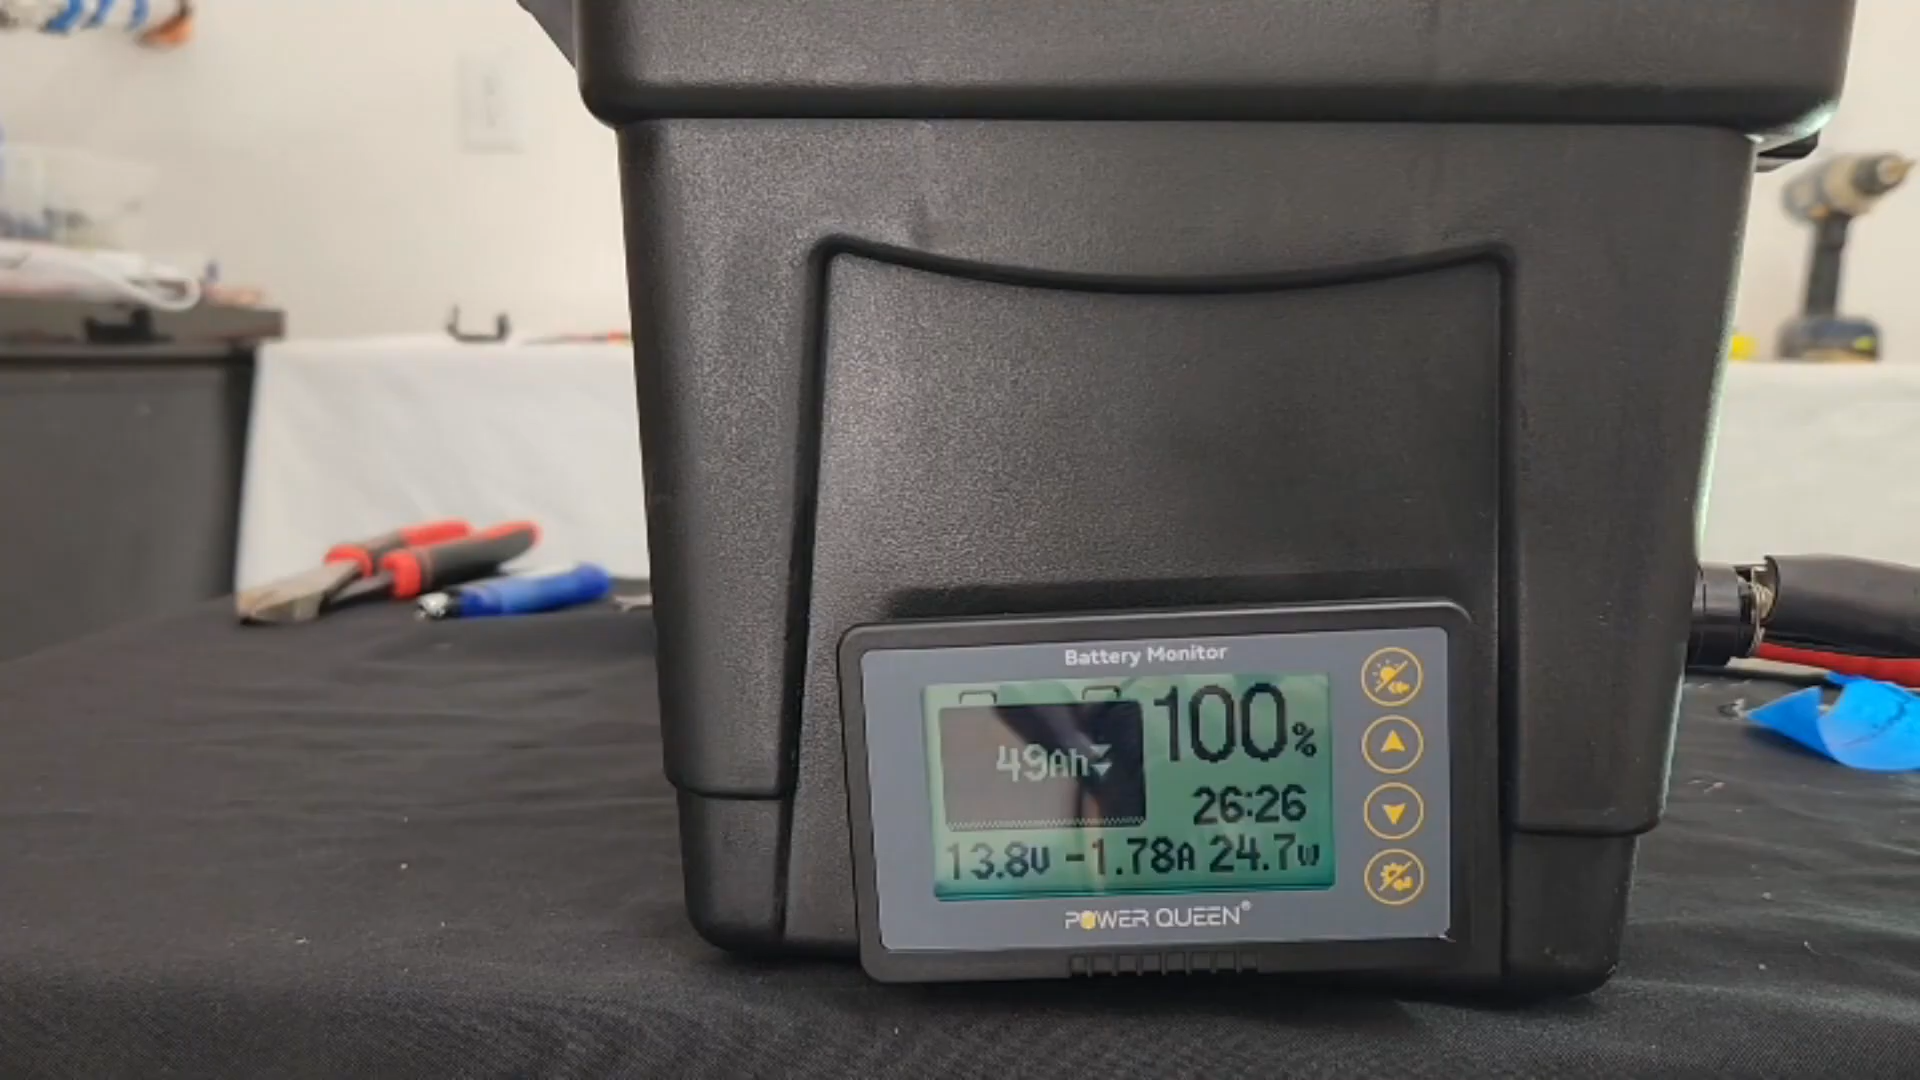 Battery Monitor
49Ah
100%
26:26
13.8V -1.78A 24.7W
POWER QUEEN®